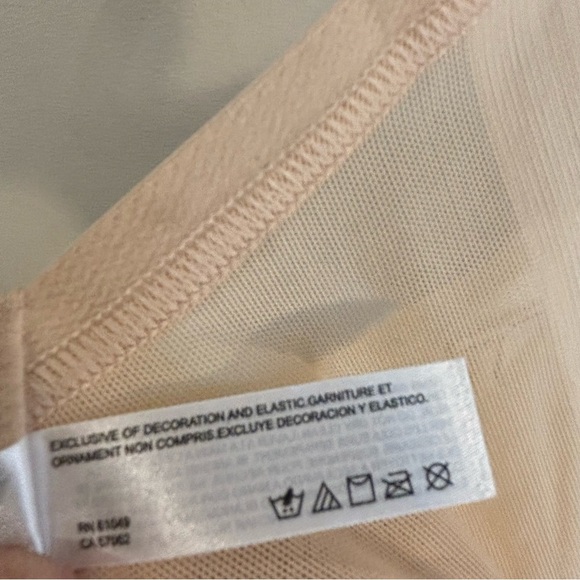 EXCLUSIVE OF DECORATION AND ELASTIC.GARNITURE ET
ORNAMENT NON COMPRIS.EXCLUYE DECORACION Y ELASTICO.
RN 61049
CA 57062